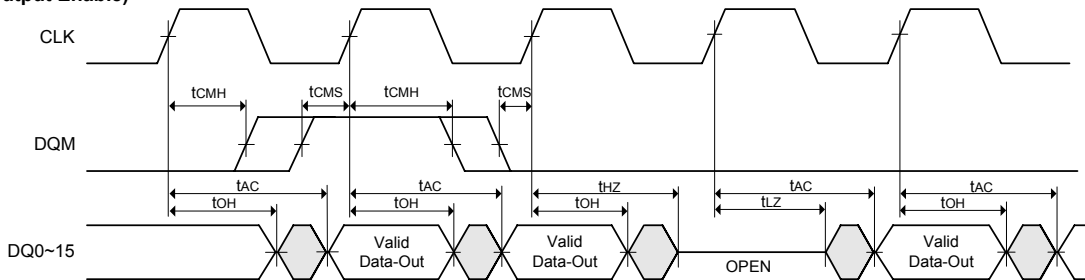 utput Enable)
CLK
tCMH tCMS tCMH tCMS
DQM
tAC tAC tHZ tAC tAC
tOH tOH tOH tLZ tOH
DQ0~15
Valid Data-Out
Valid Data-Out
OPEN
Valid Data-Out